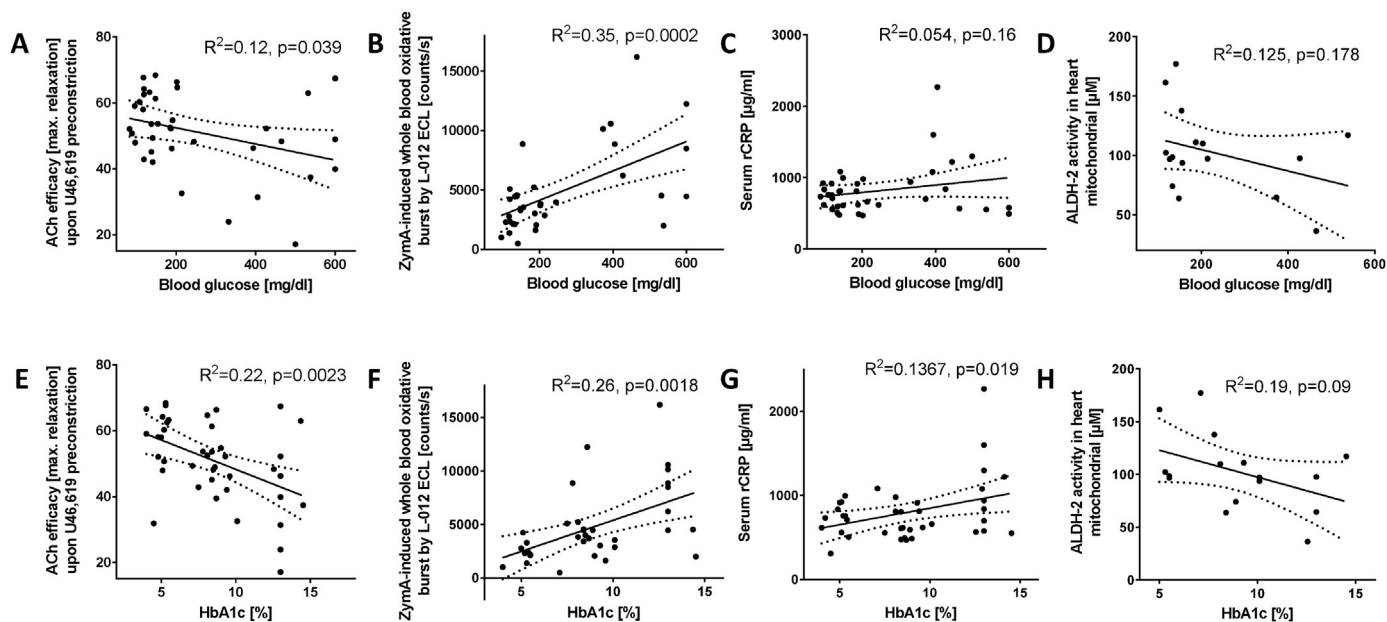 A
R²=0.12, p=0.039
ACh efficacy [max. relaxation]
upon U46,619 preconstriction
80
60
40
20
200
400
600
Blood glucose [mg/dl]
B
R²=0.35, p=0.0002
ZymA-induced whole blood oxidative
burst by L-012 ECL [counts/s]
15000
10000
5000
0
200
400
600
Blood glucose [mg/dl]
C
R²=0.054, p=0.16
Serum rCRP [µg/ml]
3000
2000
1000
0
200
400
600
Blood glucose [mg/dl]
D
R²=0.125, p=0.178
ALDH-2 activity in heart
mitochondrial [µM]
200
150
100
50
200
400
600
Blood glucose [mg/dl]
E
R²=0.22, p=0.0023
ACh efficacy [max. relaxation]
upon U46,619 preconstriction
80
60
40
20
5
10
15
HbA1c [%]
F
R²=0.26, p=0.0018
ZymA-induced whole blood oxidative
burst by L-012 ECL [counts/s]
15000
10000
5000
0
5
10
15
HbA1c [%]
G
R²=0.1367, p=0.019
Serum rCRP [µg/ml]
2000
1000
0
5
10
15
HbA1c [%]
H
R²=0.19, p=0.09
ALDH-2 activity in heart
mitochondrial [µM]
200
150
100
50
0
5
10
15
HbA1c [%]